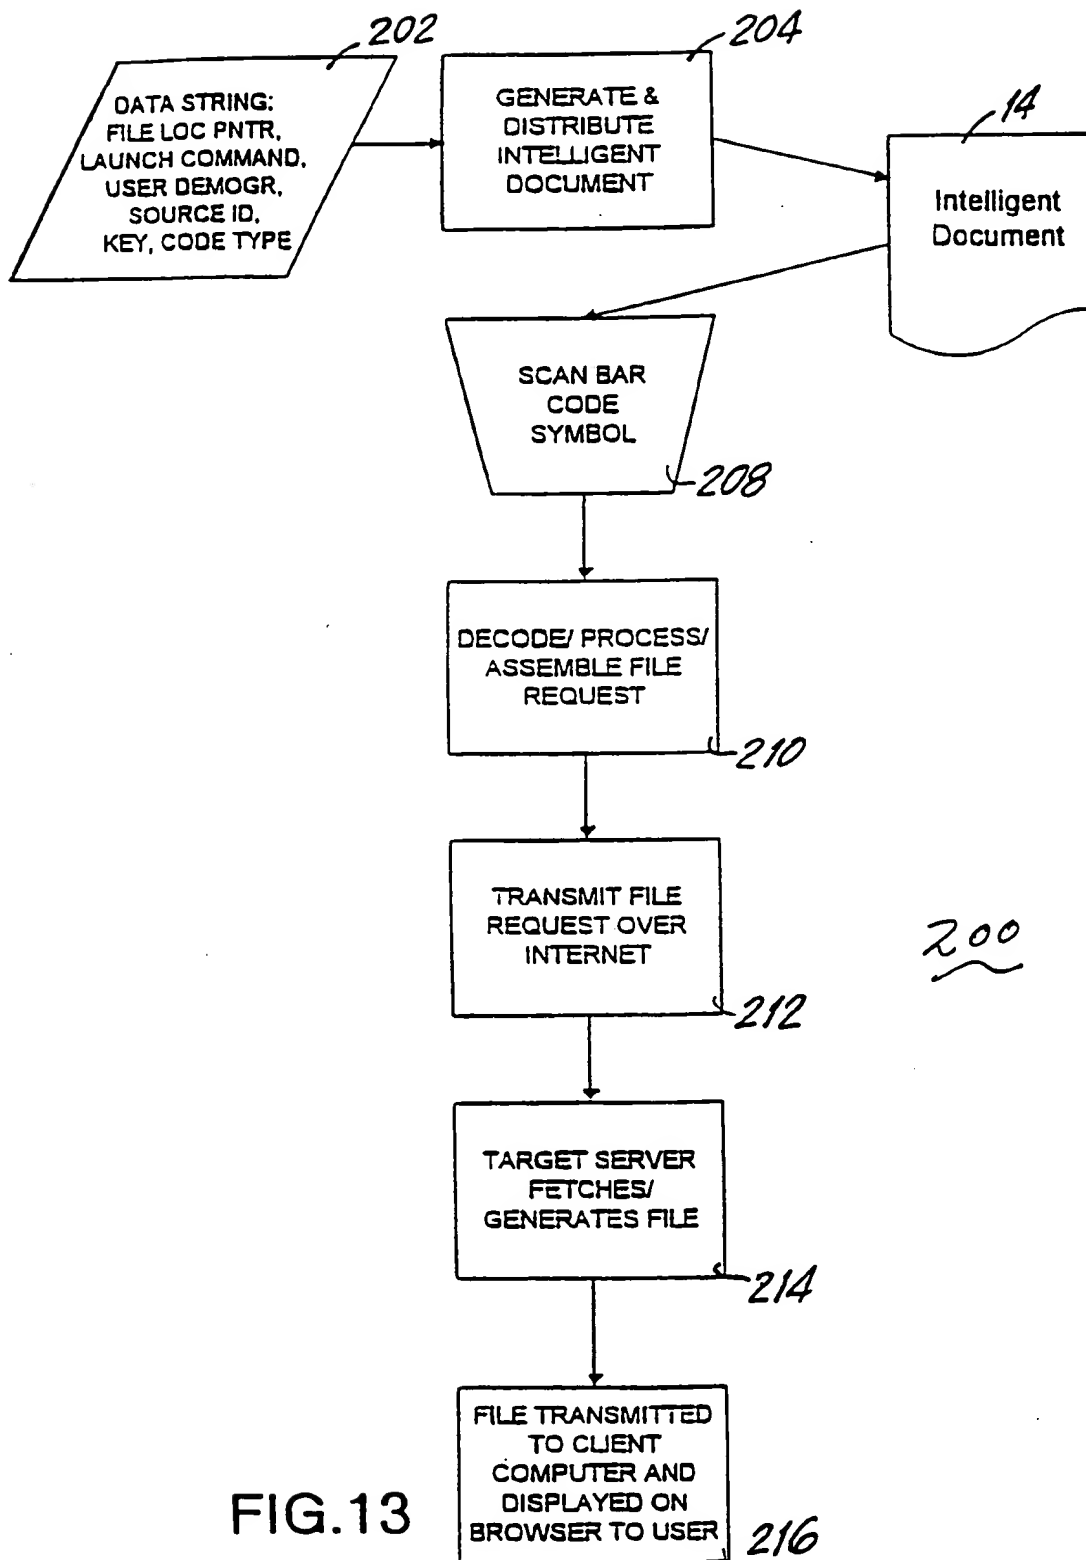 202
DATA STRING:
FILE LOC PNTR,
LAUNCH COMMAND,
USER DEMOGR,
SOURCE ID,
KEY, CODE TYPE
204
GENERATE &
DISTRIBUTE
INTELLIGENT
DOCUMENT
14
Intelligent
Document
SCAN BAR
CODE
SYMBOL
208
DECODE/ PROCESS/
ASSEMBLE FILE
REQUEST
210
TRANSMIT FILE
REQUEST OVER
INTERNET
212
200
TARGET SERVER
FETCHES/
GENERATES FILE
214
FILE TRANSMITTED
TO CLIENT
COMPUTER AND
DISPLAYED ON
BROWSER TO USER
216
FIG.13